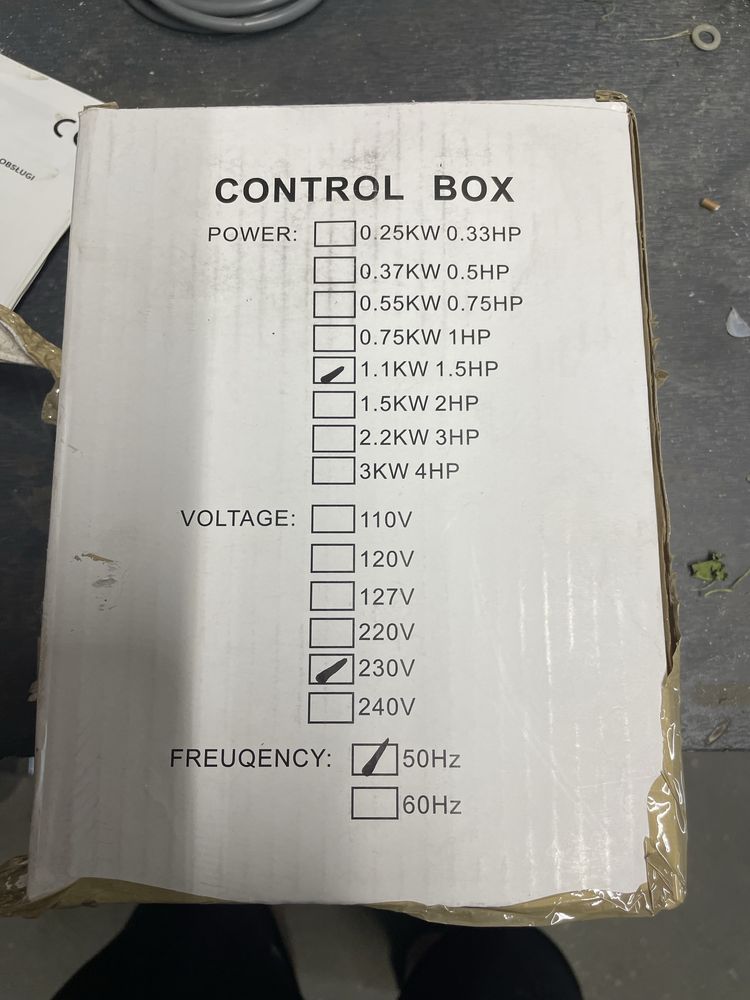 CONTROL BOX
POWER: 0.25KW 0.33HP
0.37KW 0.5HP
0.55KW 0.75HP
0.75KW 1HP
1.1KW 1.5HP
1.5KW 2HP
2.2KW 3HP
3KW 4HP
VOLTAGE: 110V
120V
127V
220V
230V
240V
FREUQENCY: 50Hz
60Hz
OBSŁUGI